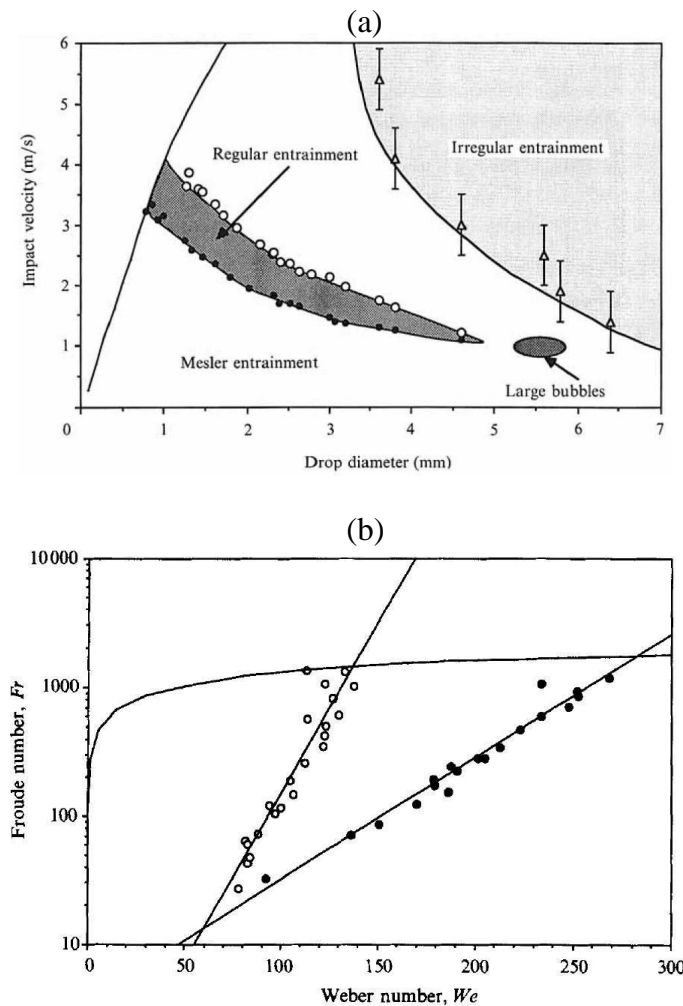 (a)
6
5
4
3
2
1
0
Impact velocity (m/s)
Regular entrainment
Irregular entrainment
Mesler entrainment
Large bubbles
0 1 2 3 4 5 6 7
Drop diameter (mm)
(b)
10 000
1000
100
10
Froude number, Fr
0 50 100 150 200 250 300
Weber number, We